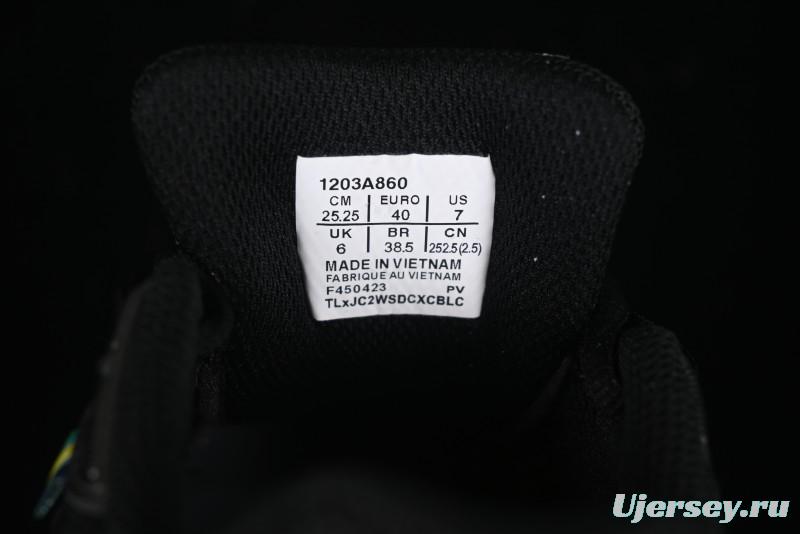 1203A860
CM EURO US
25.25 40 7
UK BR CN
6 38.5 252.5(2.5)
MADE IN VIETNAM
FABRIQUE AU VIETNAM
F450423 PV
TLxJC2WSDCXCBLC
Ujersey.ru